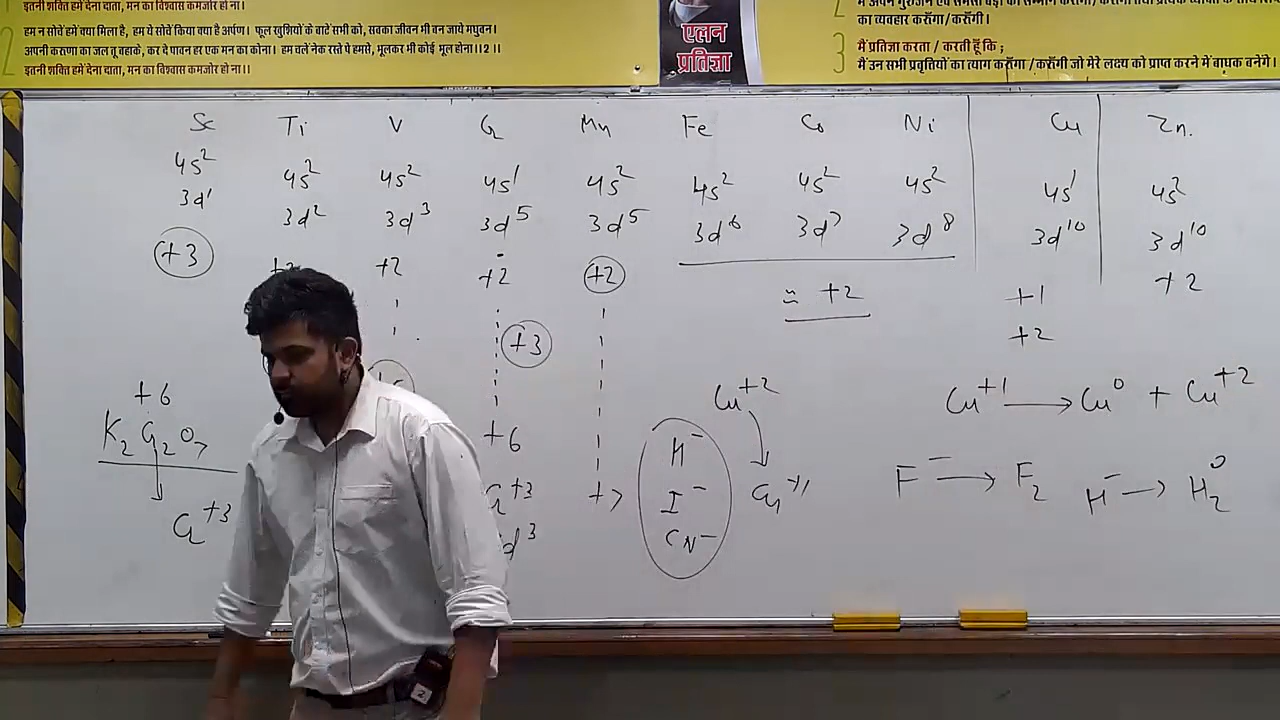 इतनी शक्ति हमें देना दाता, मन का विश्वास कमजोर हो ना।
2
हम न सोचें हमें क्या मिला है, हम ये सोचें किया क्या है अर्पण। फूल खुशियों के बाटें सभी को, सबका जीवन भी बन जाये मधुबन।
अपनी करुणा का जल तू बहाके, कर दे पावन हर एक मन का कोना। हम चलें नेक रस्ते पे हमसे, भूलकर भी कोई भूल हो ना।।2।।
इतनी शक्ति हमें देना दाता, मन का विश्वास कमजोर हो ना।।
एलन
प्रतिज्ञा
2
का व्यवहार करूँगा/करूँगी।
3
मैं प्रतिज्ञा करता / करती हूँ कि ;
मैं उन सभी प्रवृत्तियों का त्याग करूँगा /करूँगी जो मेरे लक्ष्य को प्राप्त करने में बाधक बनेंगे।
Sc Ti V Cr Mn Fe Co Ni Cu Zn.
4s² 4s² 4s² 4s¹ 4s² 4s² 4s² 4s² 4s¹ 4s²
3d¹ 3d² 3d³ 3d⁵ 3d⁵ 3d⁶ 3d⁷ 3d⁸ 3d¹⁰ 3d¹⁰
+3 +2 +2 +2 ≈ +2 +1 +2
+3 +2
+6 Cu⁺² Cu⁺¹ → Cu⁰ + Cu⁺²
K₂Cr₂O₇ +6 H⁻
F⁻ → F₂ H⁻ → H₂⁰
Cr⁺³ +7 I⁻
Cr⁺³ d³ CN⁻